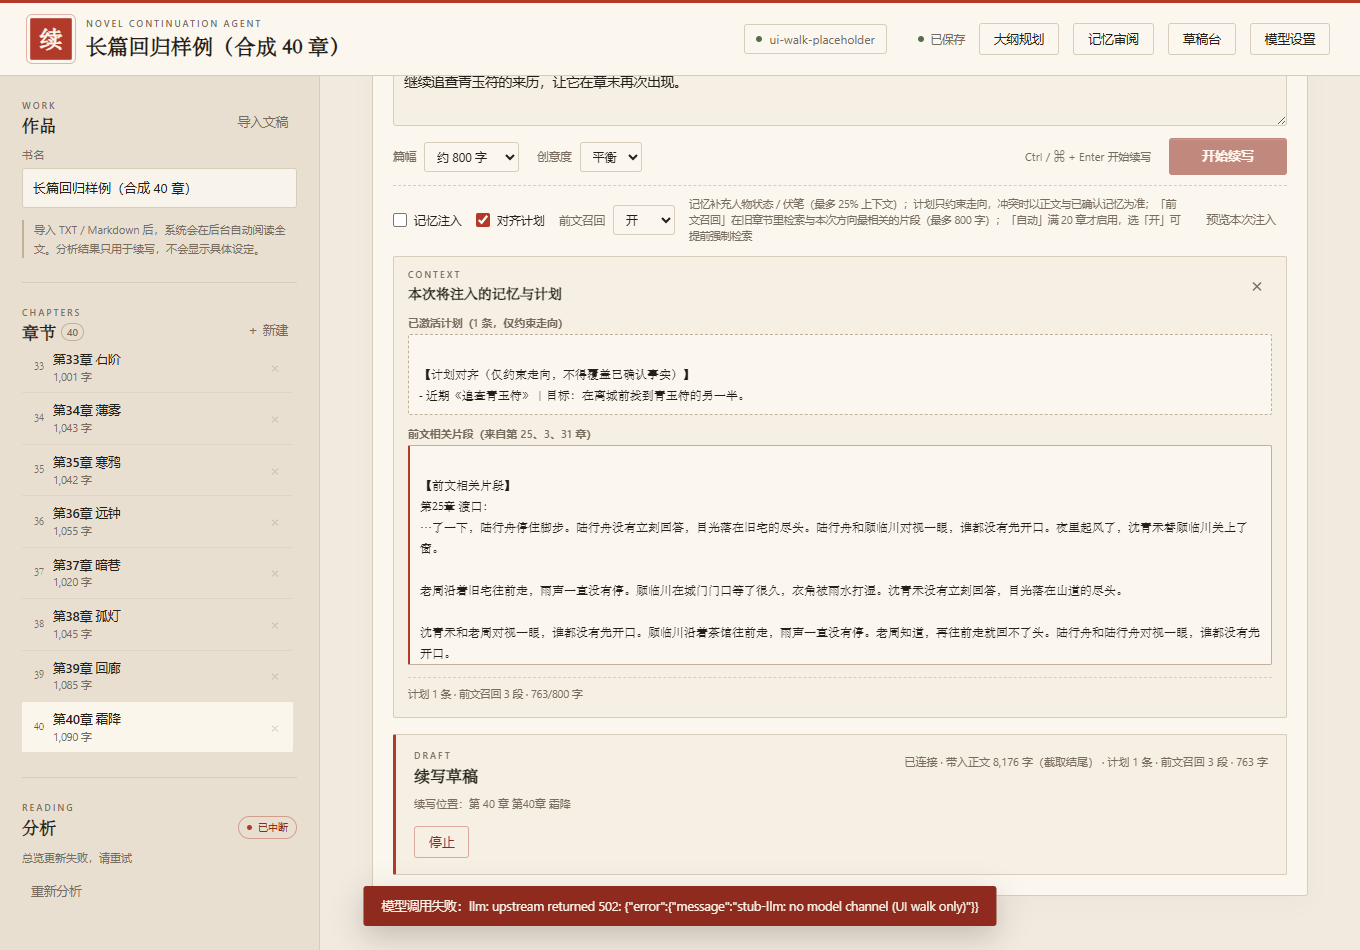 续
NOVEL CONTINUATION AGENT
长篇回归样例（合成 40 章）
ui-walk-placeholder
已保存
大纲规划
记忆审阅
草稿台
模型设置
WORK
作品
导入文稿
书名
长篇回归样例（合成 40 章）
导入 TXT / Markdown 后，系统会在后台自动阅读全
文。分析结果只用于续写，不会显示具体设定。
CHAPTERS
章节 40
+ 新建
33 第33章 石阶
1,001 字
34 第34章 薄雾
1,043 字
35 第35章 寒鸦
1,042 字
36 第36章 远钟
1,055 字
37 第37章 暗巷
1,020 字
38 第38章 孤灯
1,045 字
39 第39章 回廊
1,085 字
40 第40章 霜降
1,090 字
READING
分析
已中断
总览更新失败，请重试
重新分析
继续追查青玉符的来历，让它在章末再次出现。
篇幅 约 800 字 创意度 平衡
Ctrl / ⌘ + Enter 开始续写
开始续写
记忆注入 对齐计划 前文召回 开
记忆补充人物状态 / 伏笔（最多 25% 上下文）；计划只约束走向，冲突时以正文与已确认记忆为准；「前
文召回」在旧章节里检索与本次方向最相关的片段（最多 800 字）；「自动」满 20 章才启用，选「开」可
提前强制检索
预览本次注入
CONTEXT
本次将注入的记忆与计划
×
已激活计划（1 条，仅约束走向）
【计划对齐（仅约束走向，不得覆盖已确认事实）】
- 近期《追查青玉符》｜目标：在离城前找到青玉符的另一半。
前文相关片段（来自第 25、3、31 章）
【前文相关片段】
第25章 渡口：
…了一下，陆行舟停住脚步。陆行舟没有立刻回答，目光落在旧宅的尽头。陆行舟和顾临川对视一眼，谁都没有先开口。夜里起风了，沈青禾替顾临川关上了
窗。
老周沿着旧宅往前走，雨声一直没有停。顾临川在城门门口等了很久，衣角被雨水打湿。沈青禾没有立刻回答，目光落在山道的尽头。
沈青禾和老周对视一眼，谁都没有先开口。顾临川沿着茶馆往前走，雨声一直没有停。老周知道，再往前走就回不了头。陆行舟和陆行舟对视一眼，谁都没有先
开口。
计划 1 条 · 前文召回 3 段 · 763/800 字
DRAFT
续写草稿
已连接 · 带入正文 8,176 字（截取结尾） · 计划 1 条 · 前文召回 3 段 · 763 字
续写位置：第 40 章 第40章 霜降
停止
模型调用失败：llm: upstream returned 502: {"error":{"message":"stub-llm: no model channel (UI walk only)"}}